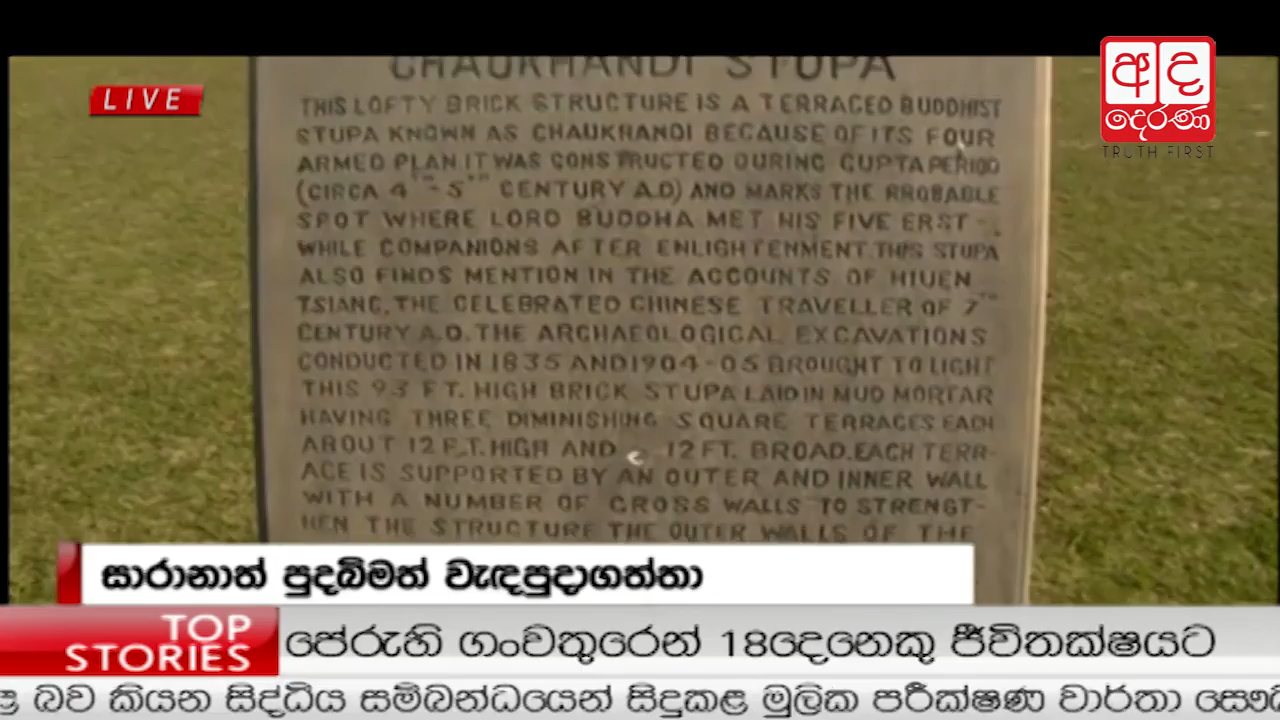 CHAUKHANDI STUPA
THIS LOFTY BRICK STRUCTURE IS A TERRACED BUDDHIST
STUPA KNOWN AS CHAUKHANDI BECAUSE OF ITS FOUR
ARMED PLAN. IT WAS CONSTRUCTED DURING GUPTA PERIOD
(CIRCA 4TH - 5TH CENTURY A.D) AND MARKS THE RROBABLE
SPOT WHERE LORD BUDDHA MET HIS FIVE ERST-
WHILE COMPANIONS AFTER ENLIGHTENMENT. THIS STUPA
ALSO FINDS MENTION IN THE ACCOUNTS OF HIUEN
TSIANG, THE CELEBRATED CHINESE TRAVELLER OF 7TH
CENTURY A.D. THE ARCHAEOLOGICAL EXCAVATIONS
CONDUCTED IN 1835 AND 1904-05 BROUGHT TO LIGHT
THIS 93 FT. HIGH BRICK STUPA LAID IN MUD MORTAR
HAVING THREE DIMINISHING SQUARE TERRACES EACH
ABOUT 12 F.T. HIGH AND 12 FT. BROAD. EACH TERR-
ACE IS SUPPORTED BY AN OUTER AND INNER WALL
WITH A NUMBER OF CROSS WALLS TO STRENGT-
HEN THE STRUCTURE THE OUTER WALLS OF THE
LIVE
අද
දෙරණ
TRUTH FIRST
සාරානාත් පුදබිමත් වැඳපුදාගත්තා
TOP STORIES
පේරුහි ගංවතුරෙන් 18දෙනෙකු ජීවිතක්ෂයට
බව කියන සිද්ධිය සම්බන්ධයෙන් සිදුකළ මුලික පරීක්ෂණ වාර්තා